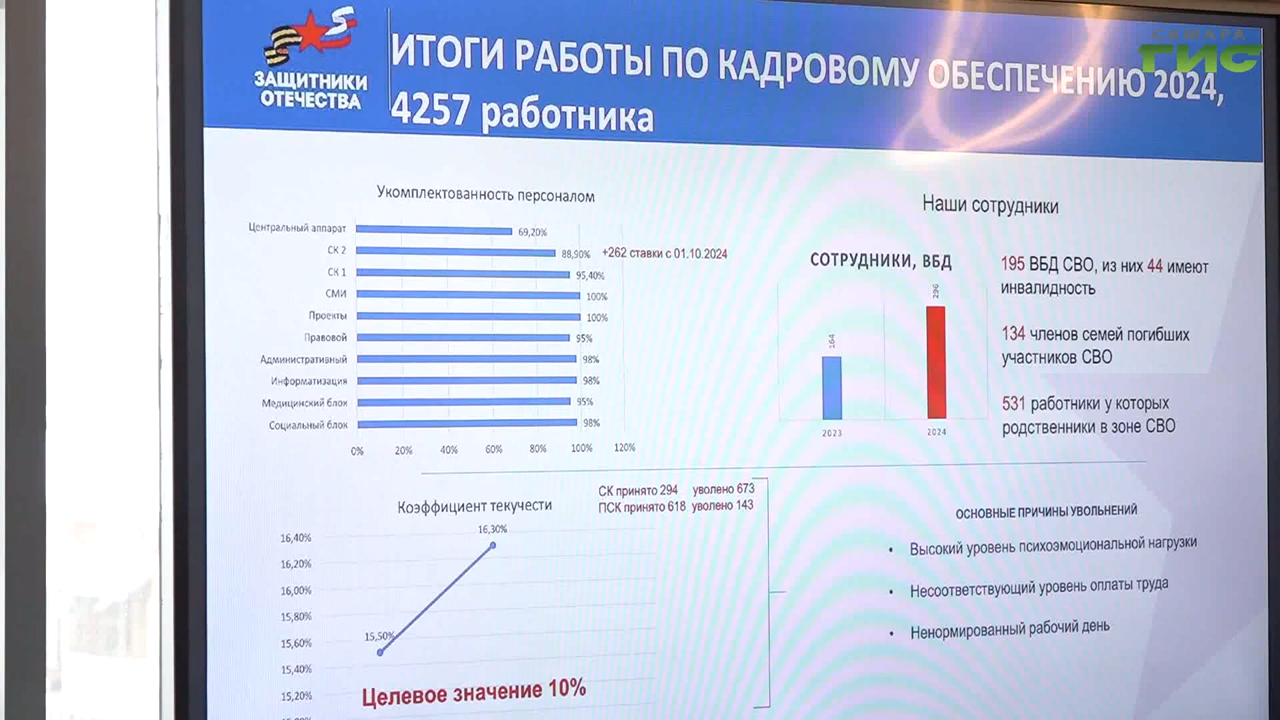 ЗАЩИТНИКИ
ОТЕЧЕСТВА
ИТОГИ РАБОТЫ ПО КАДРОВОМУ ОБЕСПЕЧЕНИЮ 2024,
4257 работника
САМАРА
ГИС
Укомплектованность персоналом
Центральный аппарат 69,20%
СК 2 88,90% +262 ставки с 01.10.2024
СК 1 95,40%
СМИ 100%
Проекты 100%
Правовой 95%
Административный 98%
Информатизация 98%
Медицинский блок 95%
Социальный блок 98%
0% 20% 40% 60% 80% 100% 120%
Наши сотрудники
СОТРУДНИКИ, ВБД
164
296
2023 2024
195 ВБД СВО, из них 44 имеют
инвалидность
134 членов семей погибших
участников СВО
531 работники у которых
родственники в зоне СВО
Коэффициент текучести
СК принято 294 уволено 673
ПСК принято 618 уволено 143
16,40%
16,20%
16,00%
15,80%
15,60%
15,40%
15,20%
16,30%
15,50%
Целевое значение 10%
ОСНОВНЫЕ ПРИЧИНЫ УВОЛЬНЕНИЙ
• Высокий уровень психоэмоциональной нагрузки
• Несоответствующий уровень оплаты труда
• Ненормированный рабочий день